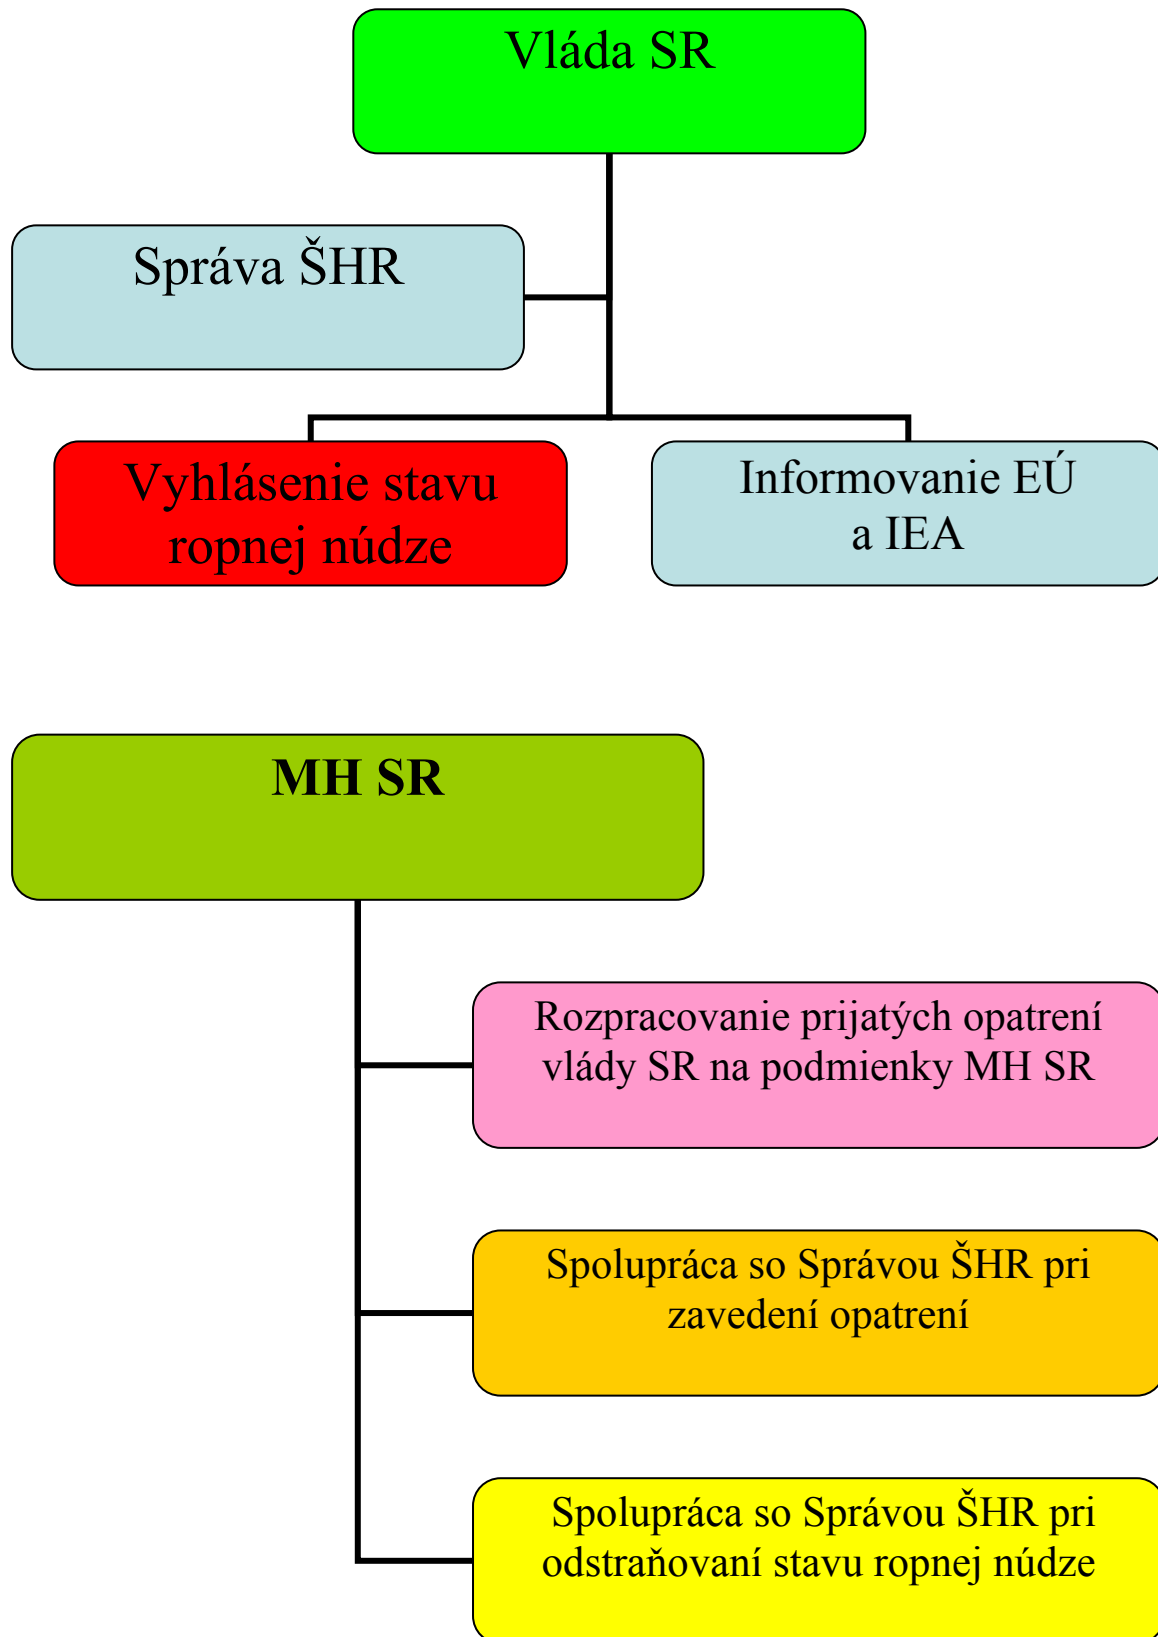 Vláda SR
Správa ŠHR
Vyhlásenie stavu
ropnej núdze
Informovanie EÚ
a IEA
MH SR
Rozpracovanie prijatých opatrení
vlády SR na podmienky MH SR
Spolupráca so Správou ŠHR pri
zavedení opatrení
Spolupráca so Správou ŠHR pri
odstraňovaní stavu ropnej núdze